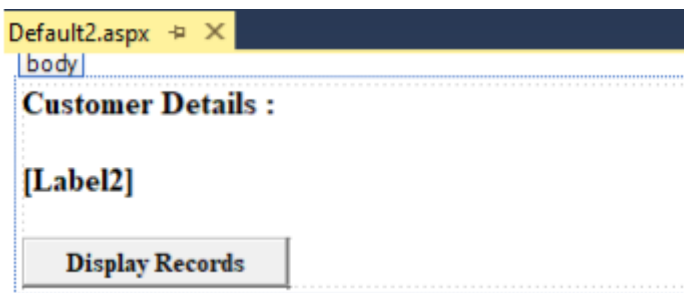 Default2.aspx
body
Customer Details :
[Label2]
Display Records